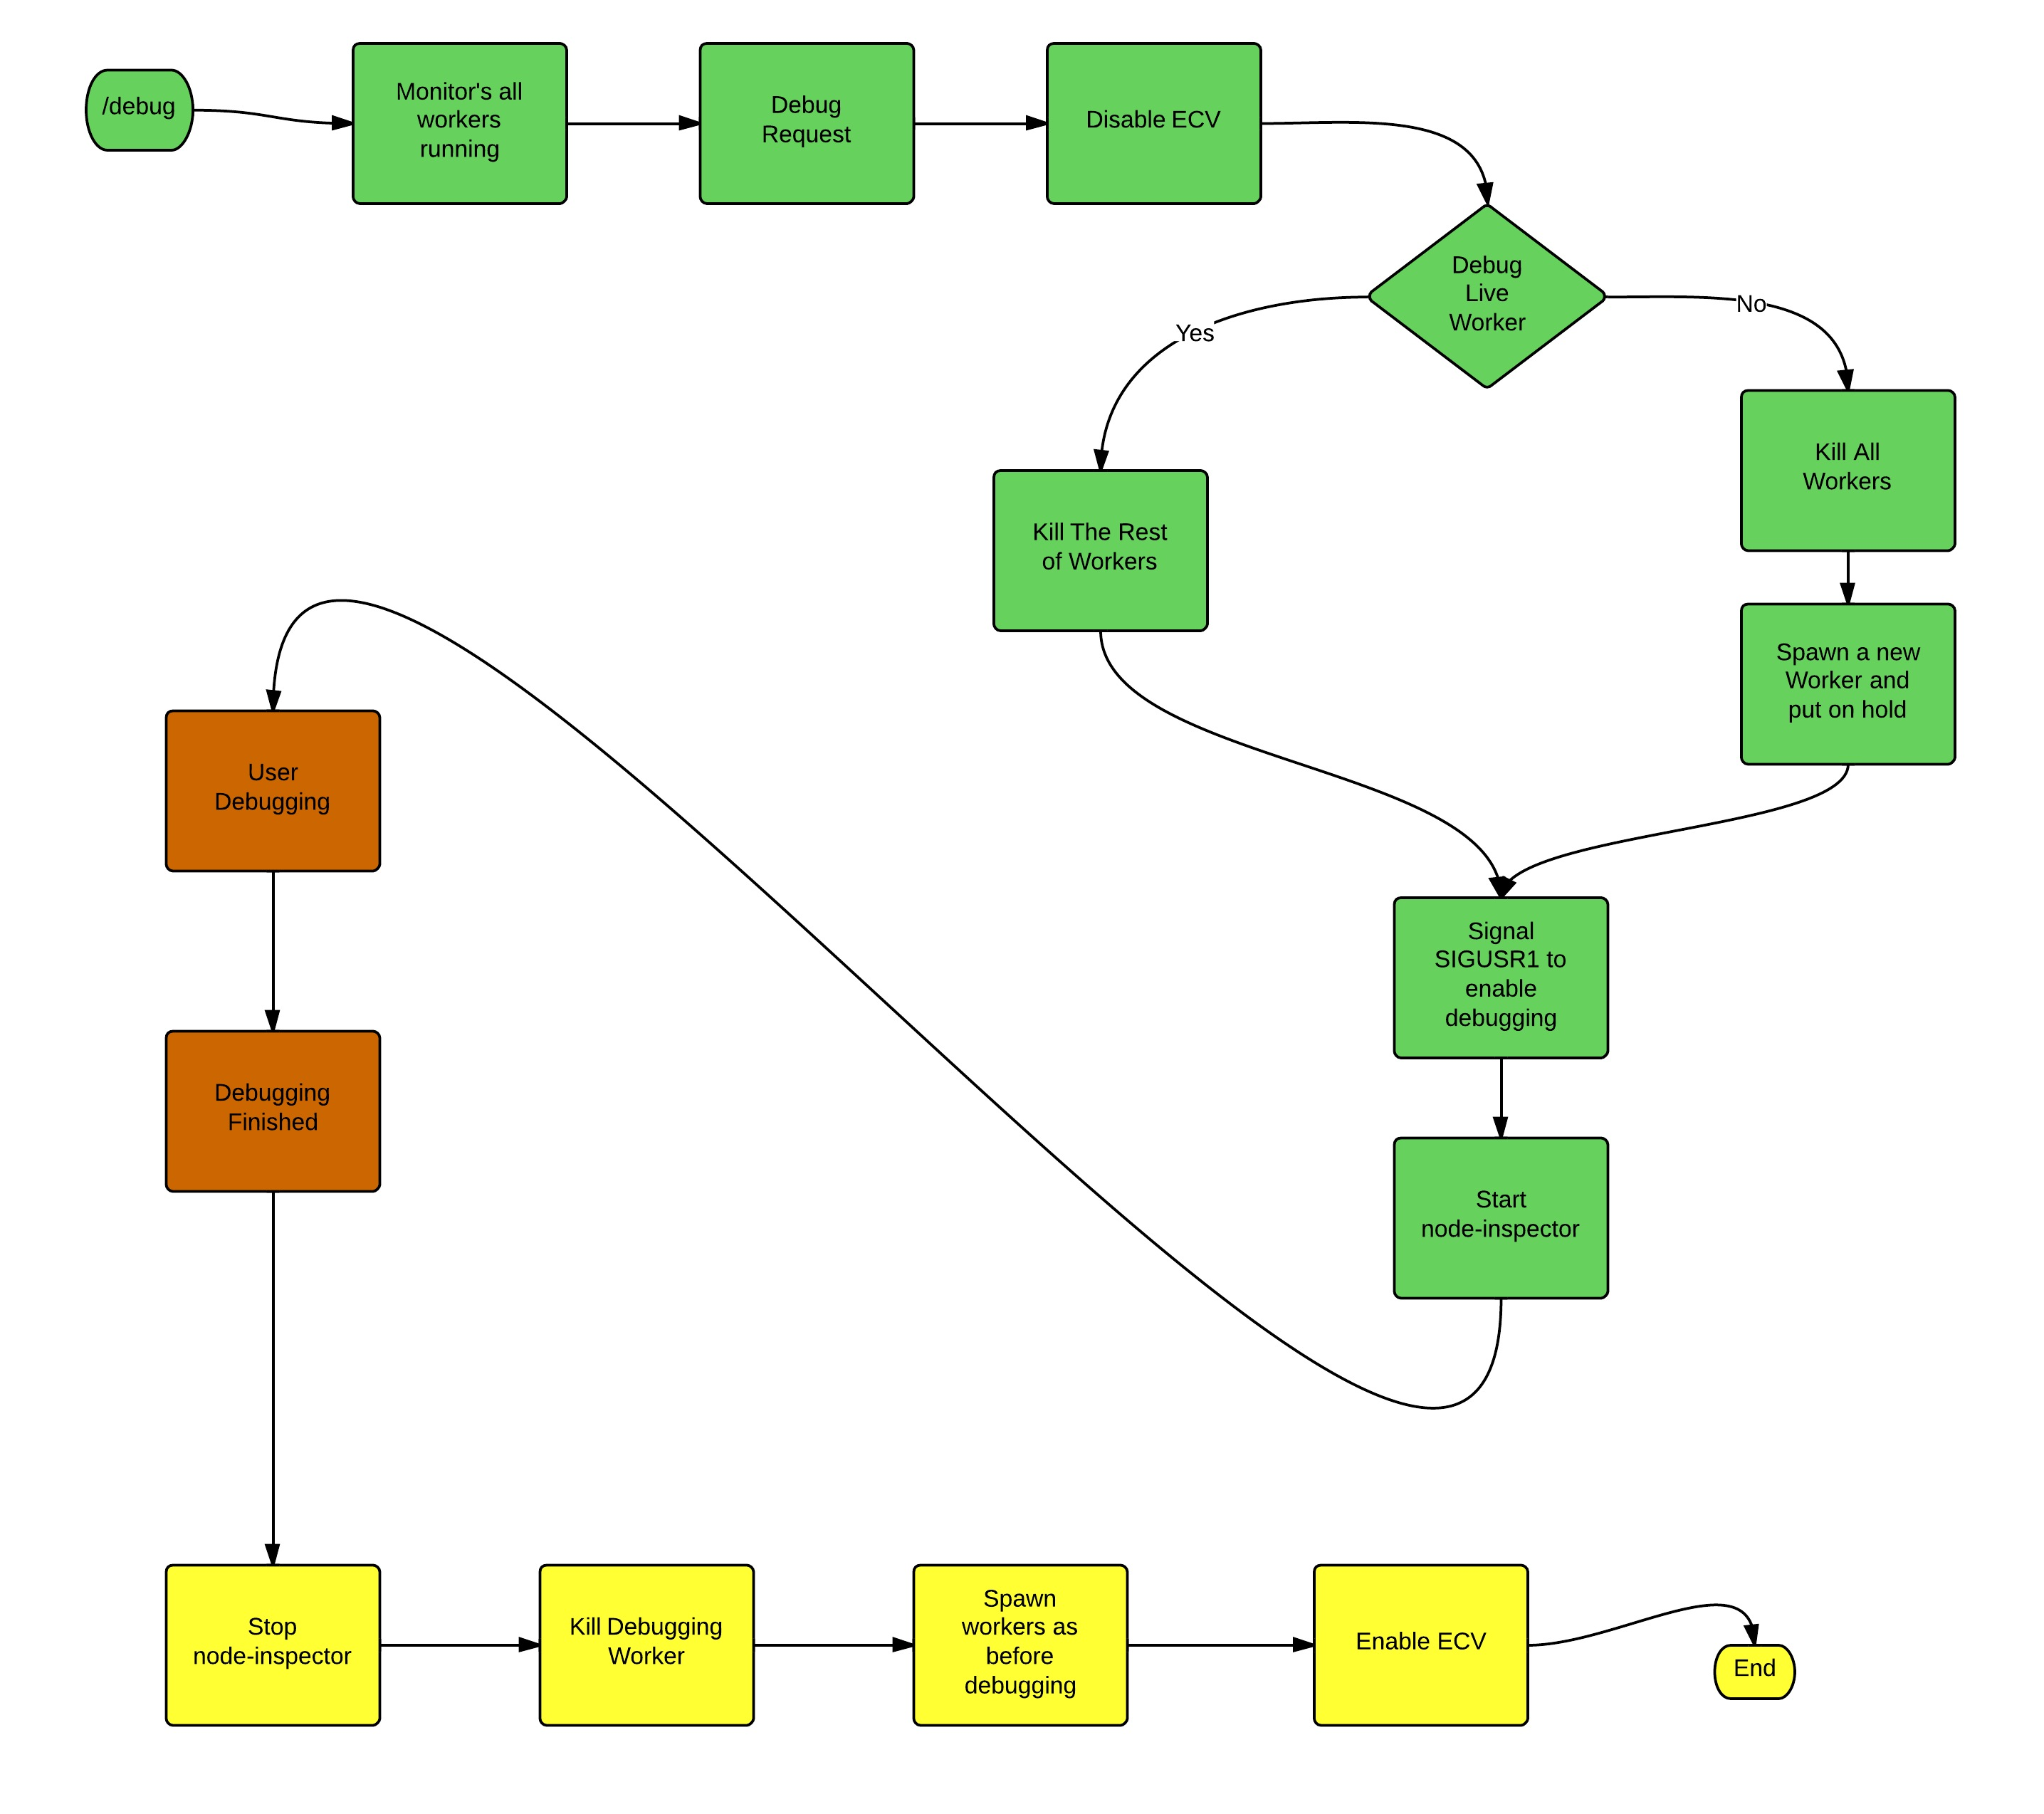 /debug
Monitor's all
workers
running
Debug
Request
Disable ECV
Debug
Live
Worker
Yes
No
Kill All
Workers
Kill The Rest
of Workers
Spawn a new
Worker and
put on hold
User
Debugging
Signal
SIGUSR1 to
enable
debugging
Debugging
Finished
Start
node-inspector
Stop
node-inspector
Kill Debugging
Worker
Spawn
workers as
before
debugging
Enable ECV
End